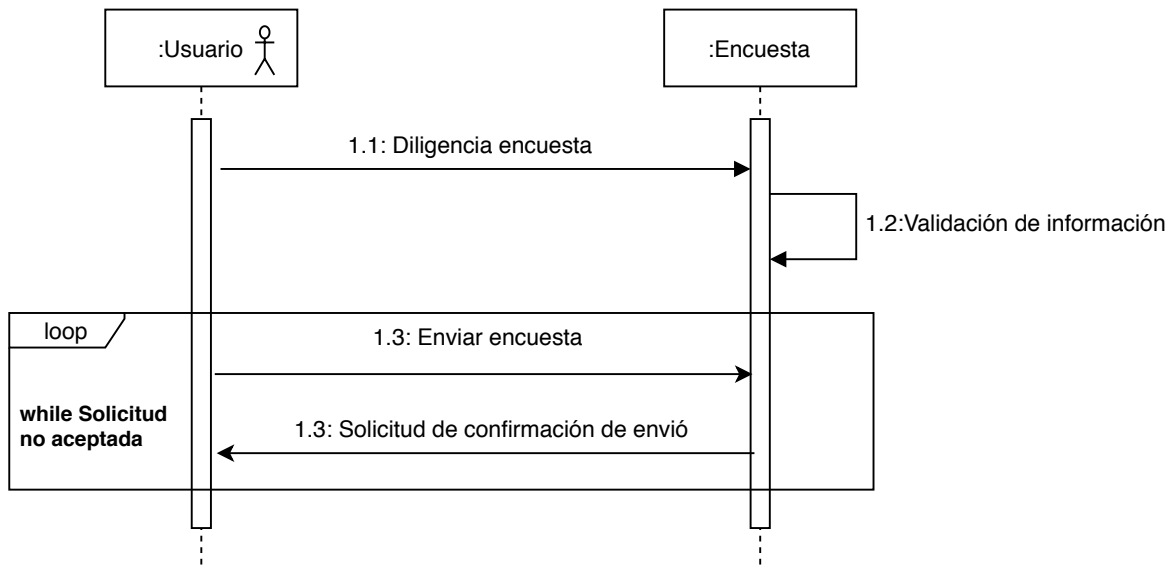 :Usuario
:Encuesta
1.1: Diligencia encuesta
1.2:Validación de información
loop
1.3: Enviar encuesta
while Solicitud
no aceptada
1.3: Solicitud de confirmación de envió